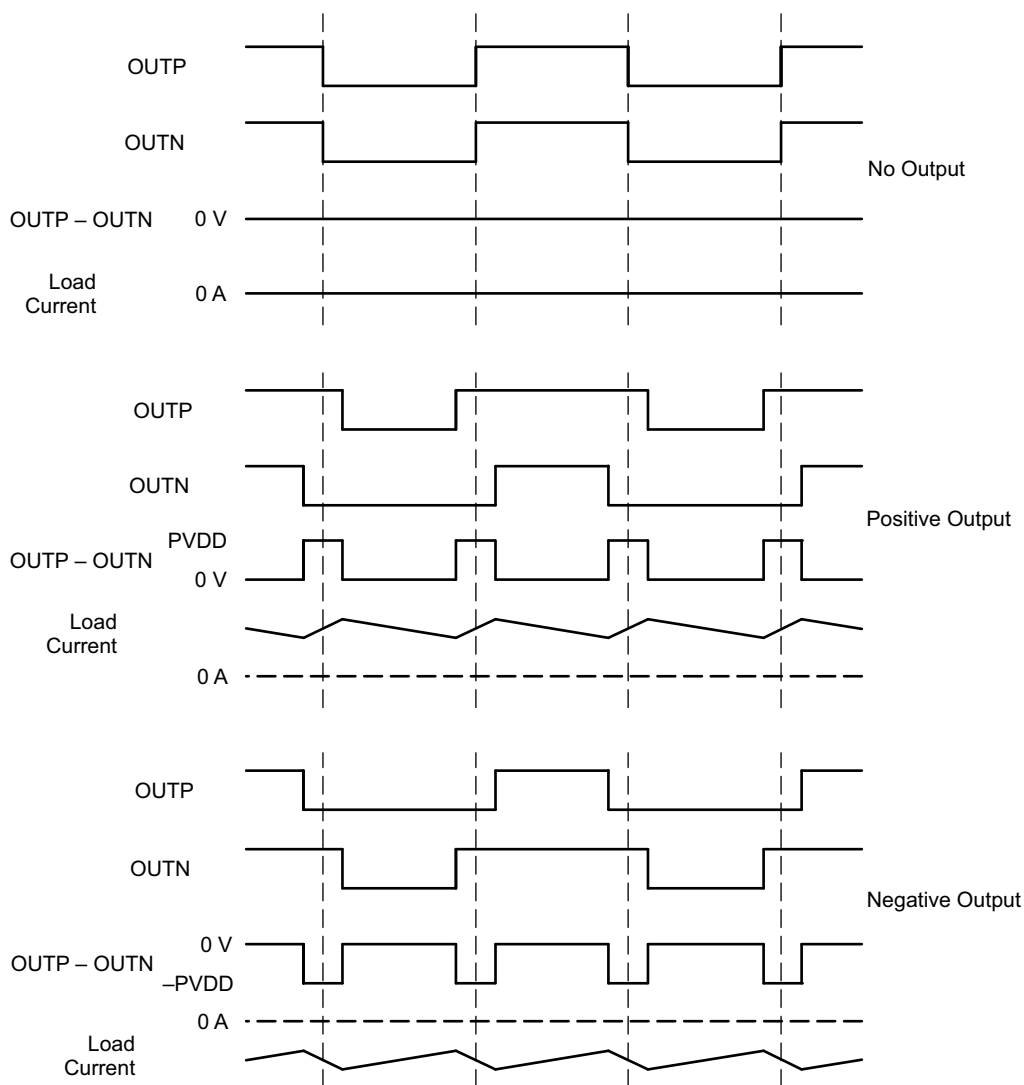 OUTP
OUTN
No Output
OUTP – OUTN 0 V
Load
Current
0 A
OUTP
OUTN
Positive Output
PVDD
OUTP – OUTN
0 V
Load
Current
0 A
OUTP
OUTN
Negative Output
0 V
OUTP – OUTN
–PVDD
0 A
Load
Current